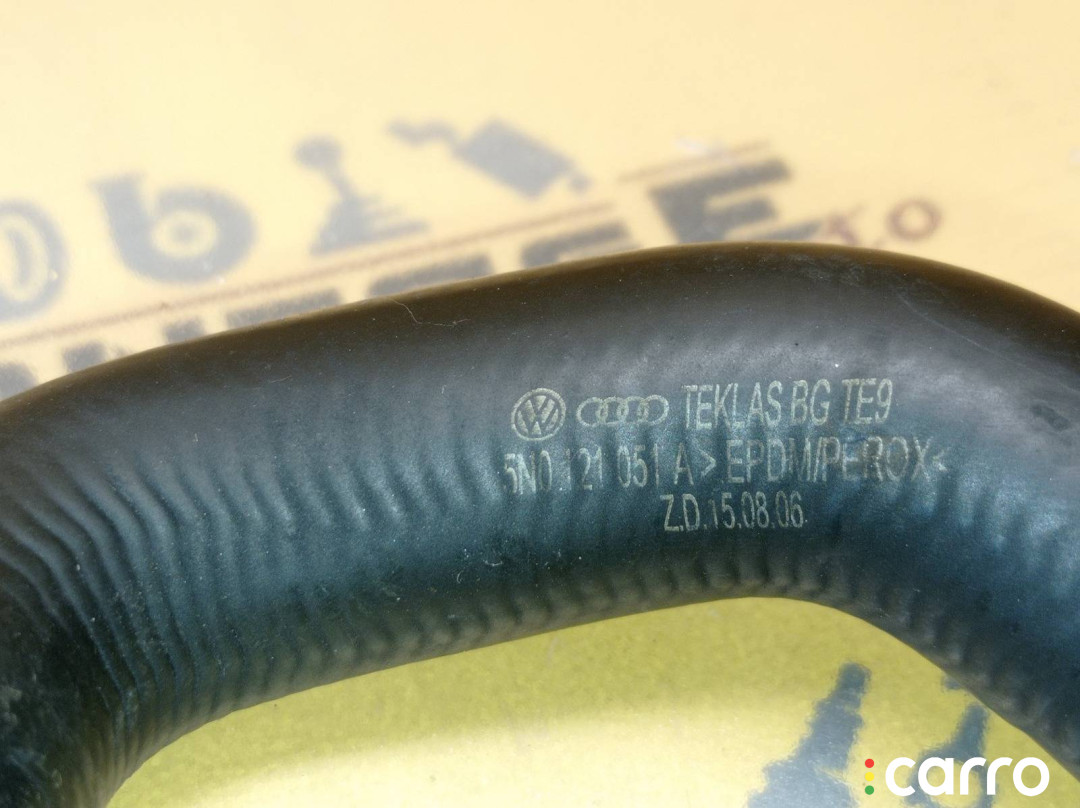 TEKLAS BG TE9
5N0 121 051 A > EPDM/PEROX<
Z.D.15.08.06
carro